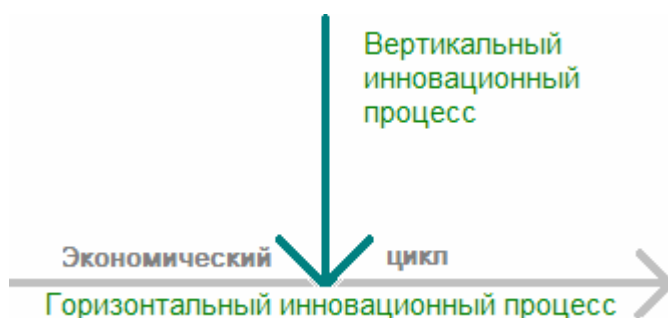 Вертикальный
инновационный
процесс
Экономический цикл
Горизонтальный инновационный процесс